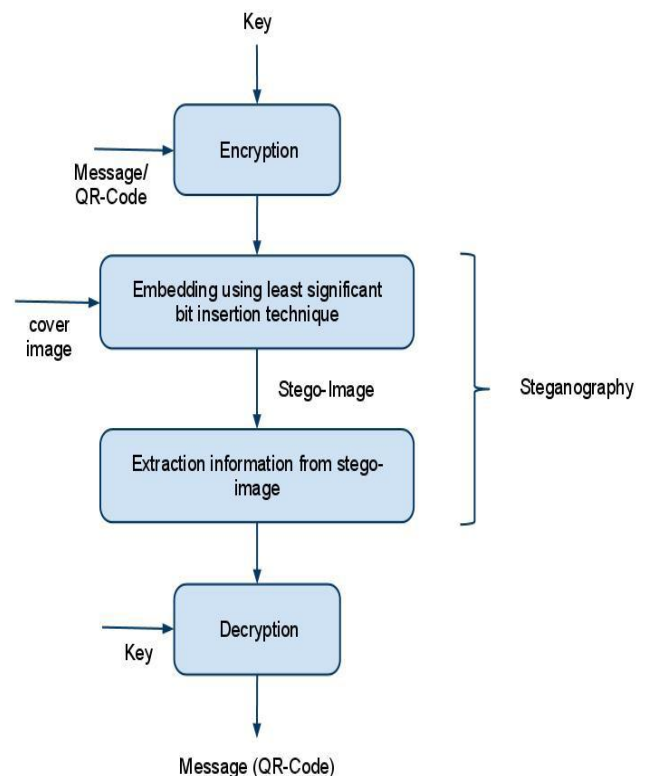 Key
Encryption
Message/
QR-Code
Embedding using least significant
bit insertion technique
cover
image
Stego-Image
Steganography
Extraction information from stego-
image
Decryption
Key
Message (QR-Code)